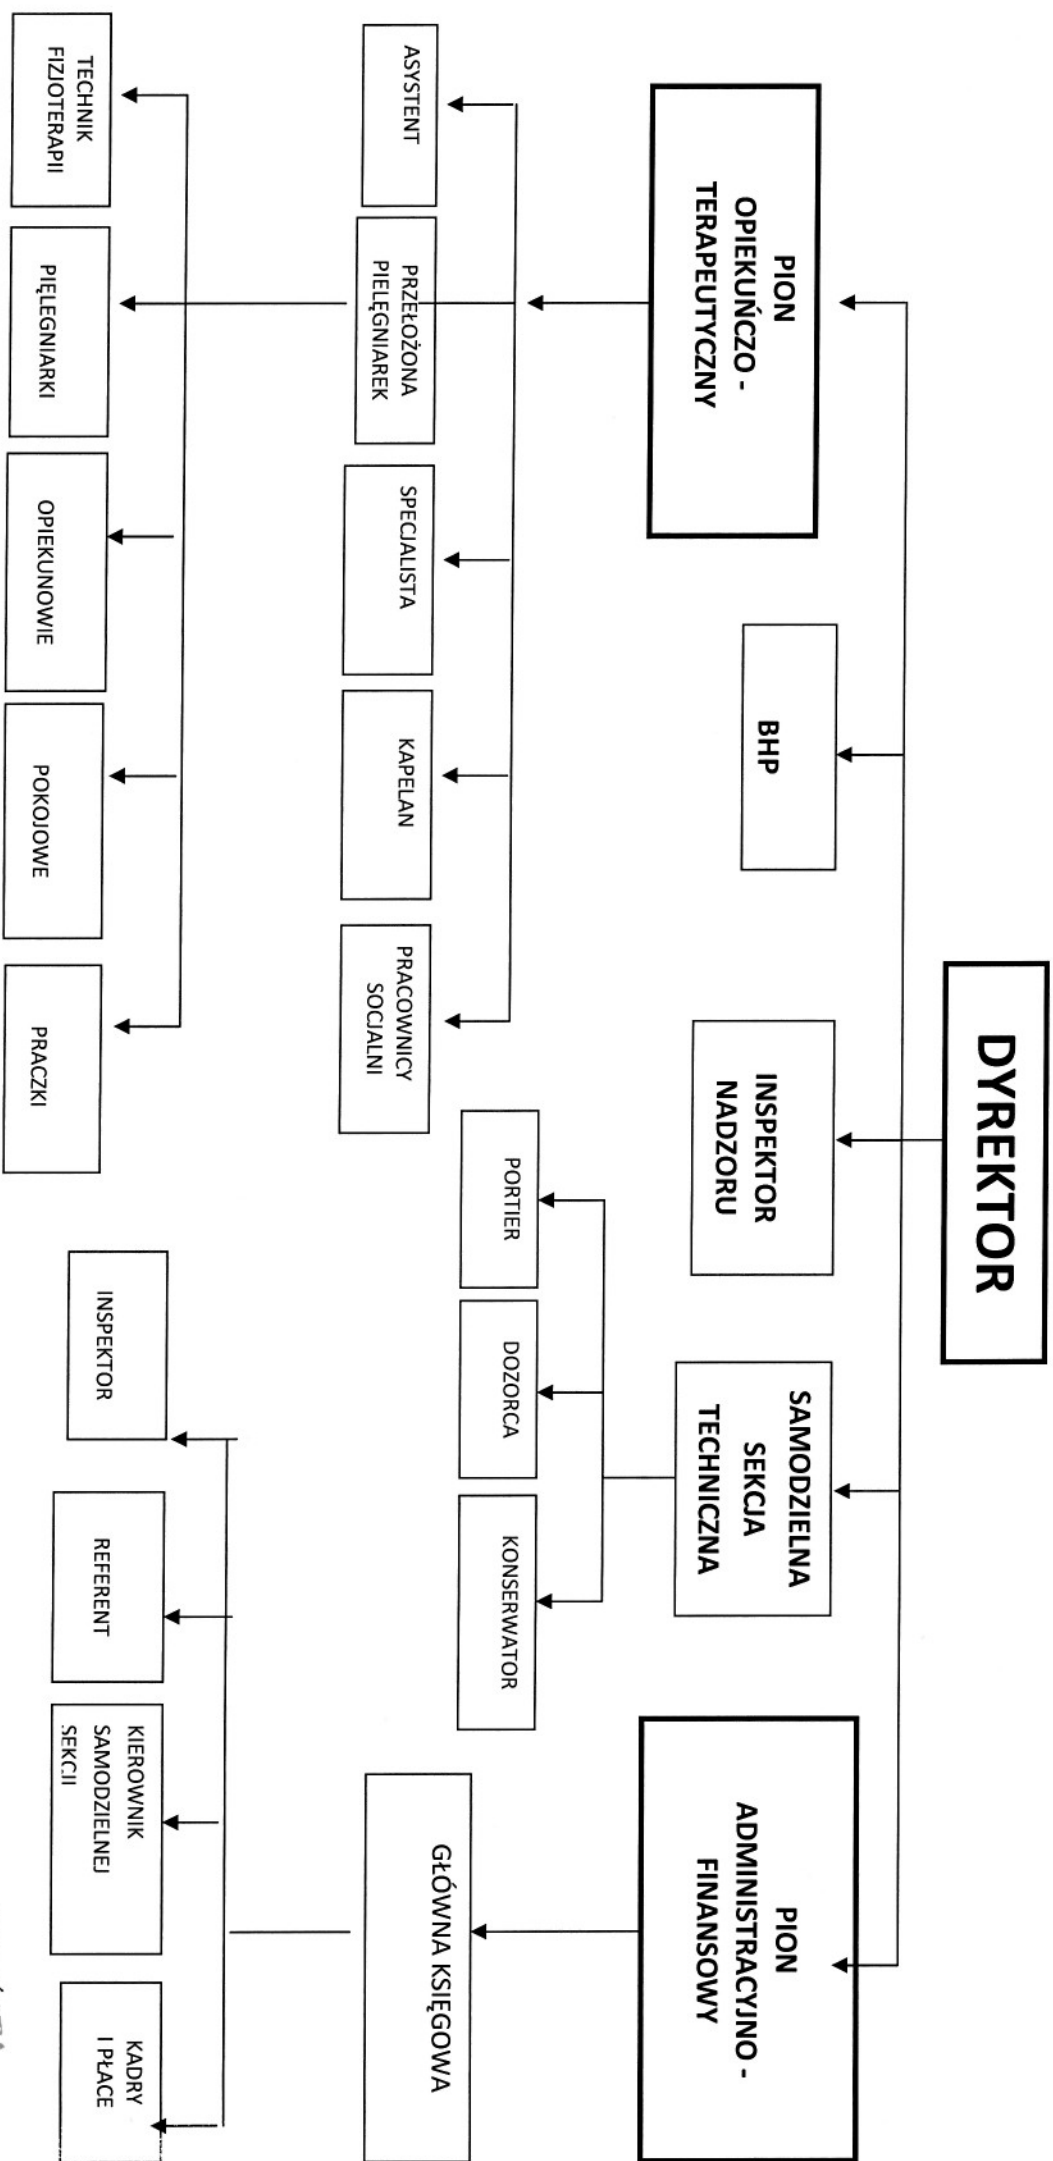 DYREKTOR
PION
OPIEKUŃCZO -
TERAPEUTYCZNY
BHP
INSPEKTOR
NADZORU
SAMODZIELNA
SEKCJA
TECHNICZNA
PION
ADMINISTRACYJNO -
FINANSOWY
ASYSTENT
PRZEŁOŻONA
PIELĘGNIAREK
SPECJALISTA
KAPELAN
PRACOWNICY
SOCJALNI
PORTIER
DOZORCA
KONSERWATOR
GŁÓWNA KSIĘGOWA
TECHNIK
FIZJOTERAPII
PIĘLEGNIARKI
OPIEKUNOWIE
POKOJOWE
PRACZKI
INSPEKTOR
REFERENT
KIEROWNIK
SAMODZIELNEJ
SEKCJI
KADRY
I PŁACE